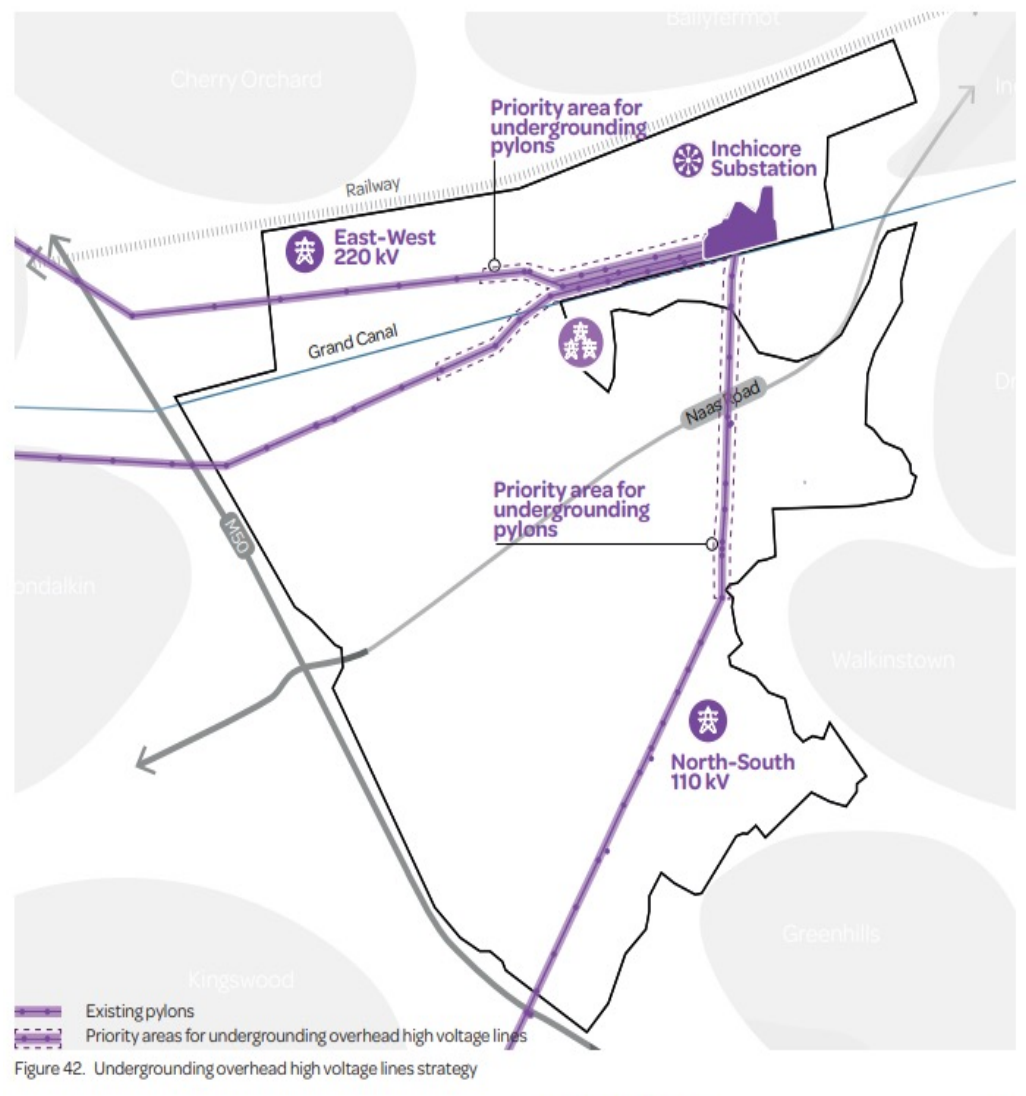 Ballyfermot
Cherry Orchard
Priority area for
undergrounding
pylons
Inchicore
Substation
Railway
East-West
220 kV
Grand Canal
Naas Road
Priority area for
undergrounding
pylons
M50
ondalkin
Walkinstown
North-South
110 kV
Greenhills
Kingswood
Existing pylons
Priority areas for undergrounding overhead high voltage lines
Figure 42. Undergrounding overhead high voltage lines strategy